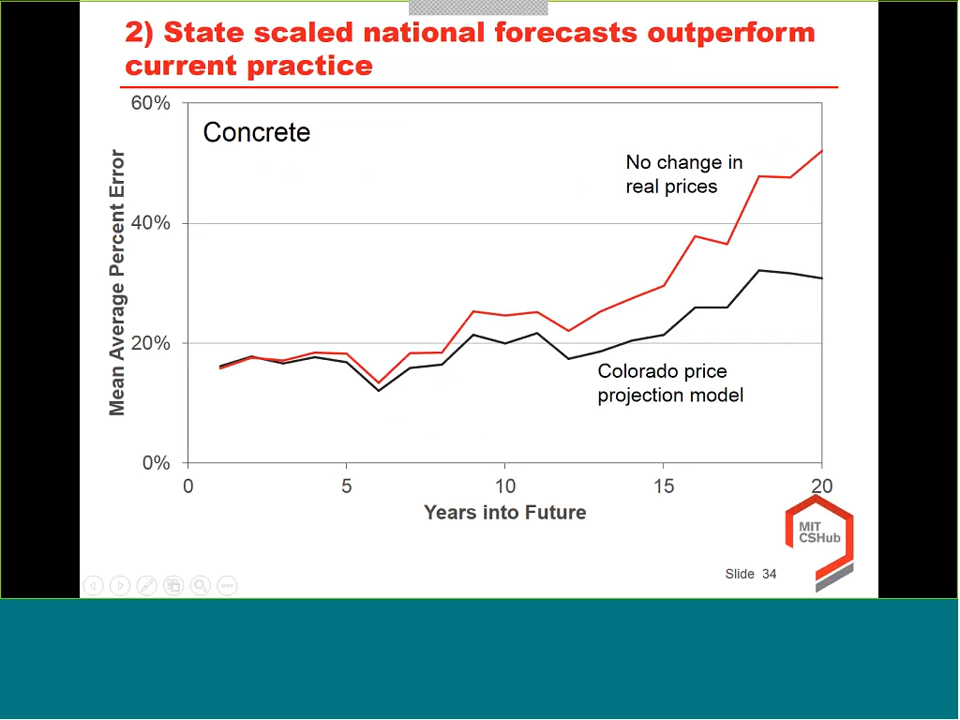 2) State scaled national forecasts outperform
current practice
60%
Concrete
No change in
real prices
Mean Average Percent Error
40%
20%
Colorado price
projection model
0%
0
5
10
15
20
Years into Future
MIT
CSHub
Slide 34